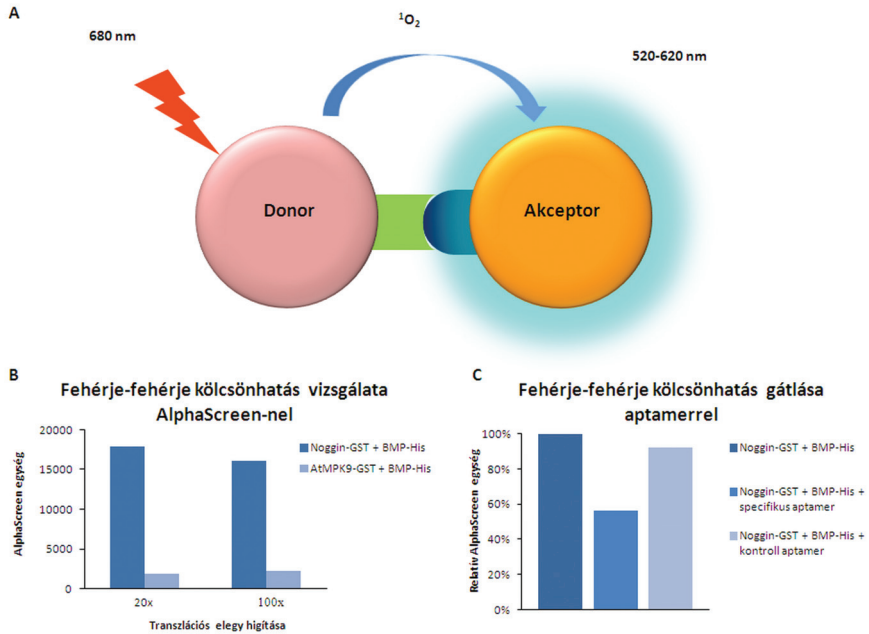 A
680 nm
¹O₂
520-620 nm
Donor
Akceptor
B
Fehérje-fehérje kölcsönhatás vizsgálata
AlphaScreen-nel
AlphaScreen egység
20000
15000
10000
5000
0
20x
100x
Transzlációs elegy higítása
Noggin-GST + BMP-His
AtMPK9-GST + BMP-His
C
Fehérje-fehérje kölcsönhatás gátlása
aptamerrel
Relatív AlphaScreen egység
100%
80%
60%
40%
20%
0%
Noggin-GST + BMP-His
Noggin-GST + BMP-His +
specifikus aptamer
Noggin-GST + BMP-His +
kontroll aptamer